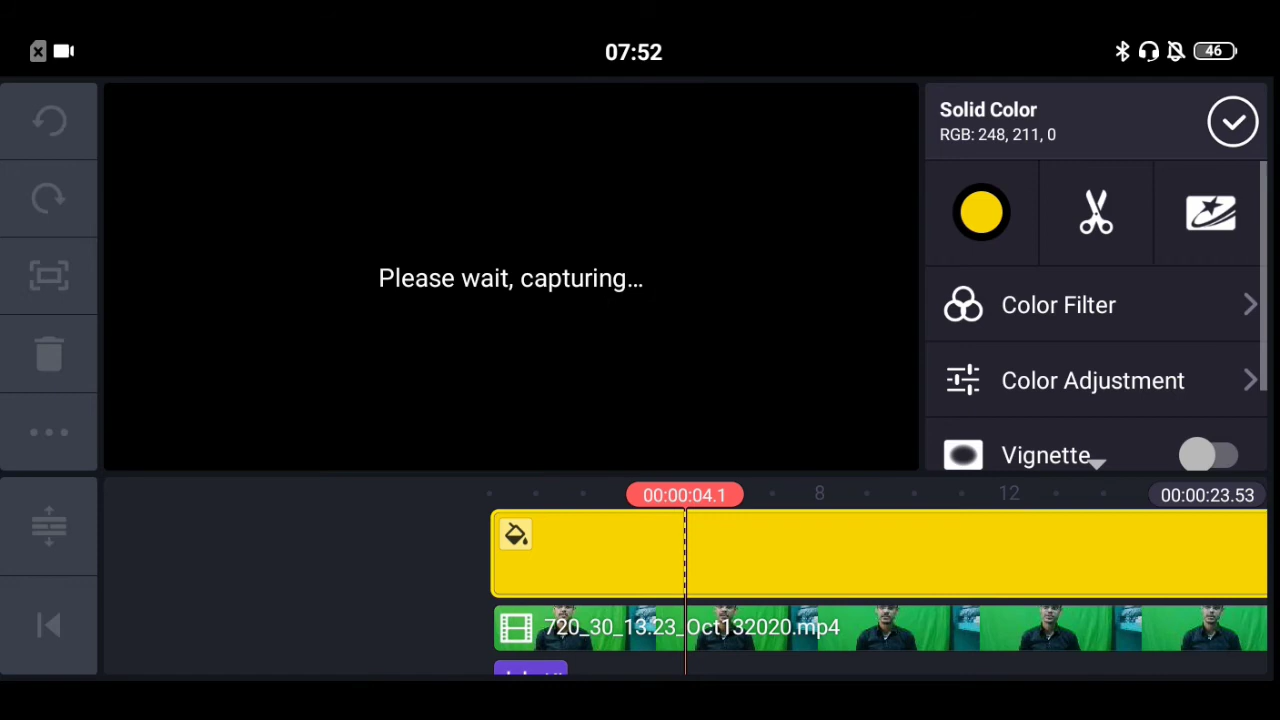 07:52
46
Solid Color
RGB: 248, 211, 0
Please wait, capturing...
Color Filter
Color Adjustment
Vignette
00:00:04.1
8
12
00:00:23.53
720_30_13.23_Oct132020.mp4